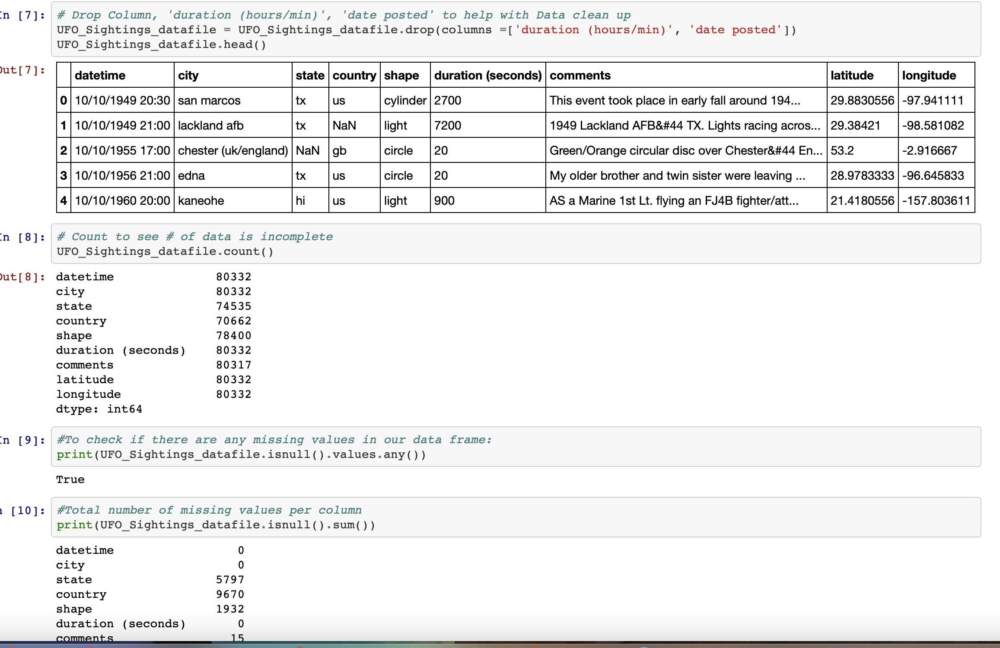 In [7]:
# Drop Column, 'duration (hours/min)', 'date posted' to help with Data clean up
UFO_Sightings_datafile = UFO_Sightings_datafile.drop(columns =['duration (hours/min)', 'date posted'])
UFO_Sightings_datafile.head()
Out[7]:
datetime city state country shape duration (seconds) comments latitude longitude
0 10/10/1949 20:30 san marcos tx us cylinder 2700 This event took place in early fall around 194... 29.8830556 -97.941111
1 10/10/1949 21:00 lackland afb tx NaN light 7200 1949 Lackland AFB&#44 TX. Lights racing acros... 29.38421 -98.581082
2 10/10/1955 17:00 chester (uk/england) NaN gb circle 20 Green/Orange circular disc over Chester&#44 En... 53.2 -2.916667
3 10/10/1956 21:00 edna tx us circle 20 My older brother and twin sister were leaving ... 28.9783333 -96.645833
4 10/10/1960 20:00 kaneohe hi us light 900 AS a Marine 1st Lt. flying an FJ4B fighter/att... 21.4180556 -157.803611
In [8]:
# Count to see # of data is incomplete
UFO_Sightings_datafile.count()
Out[8]:
datetime 80332
city 80332
state 74535
country 70662
shape 78400
duration (seconds) 80332
comments 80317
latitude 80332
longitude 80332
dtype: int64
In [9]:
#To check if there are any missing values in our data frame:
print(UFO_Sightings_datafile.isnull().values.any())
True
n [10]:
#Total number of missing values per column
print(UFO_Sightings_datafile.isnull().sum())
datetime 0
city 0
state 5797
country 9670
shape 1932
duration (seconds) 0
comments 15